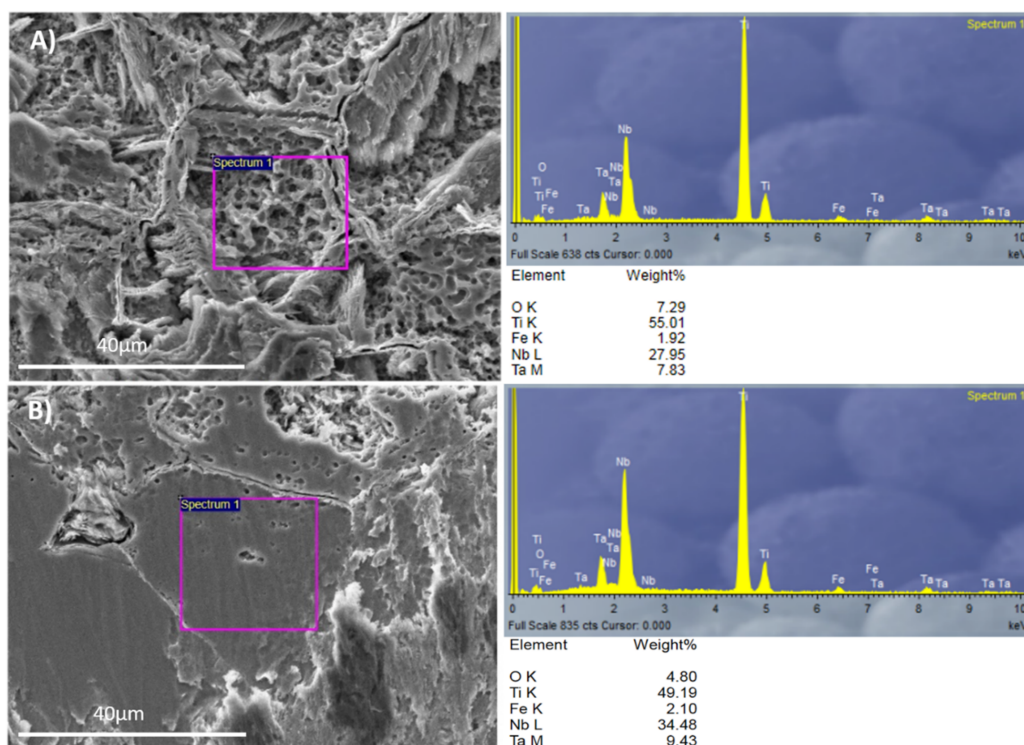 A)
Spectrum 1
40µm
Spectrum 1
Ti
Nb
O
Ta Nb
Ti Ta
Ti Fe Nb Ti
Fe Ta Nb Fe Fe Ta Ta Ta Ta Ta
0 1 2 3 4 5 6 7 8 9 10
Full Scale 638 cts Cursor: 0.000 keV
Element Weight%
O K 7.29
Ti K 55.01
Fe K 1.92
Nb L 27.95
Ta M 7.83
B)
Spectrum 1
40µm
Spectrum 1
Ti
Nb
Ti Ta Nb
O Fe Ta Ti
Ti Fe Ta Nb Nb Fe Fe Ta Ta Ta Ta Ta
0 1 2 3 4 5 6 7 8 9 10
Full Scale 835 cts Cursor: 0.000 keV
Element Weight%
O K 4.80
Ti K 49.19
Fe K 2.10
Nb L 34.48
Ta M 9.43